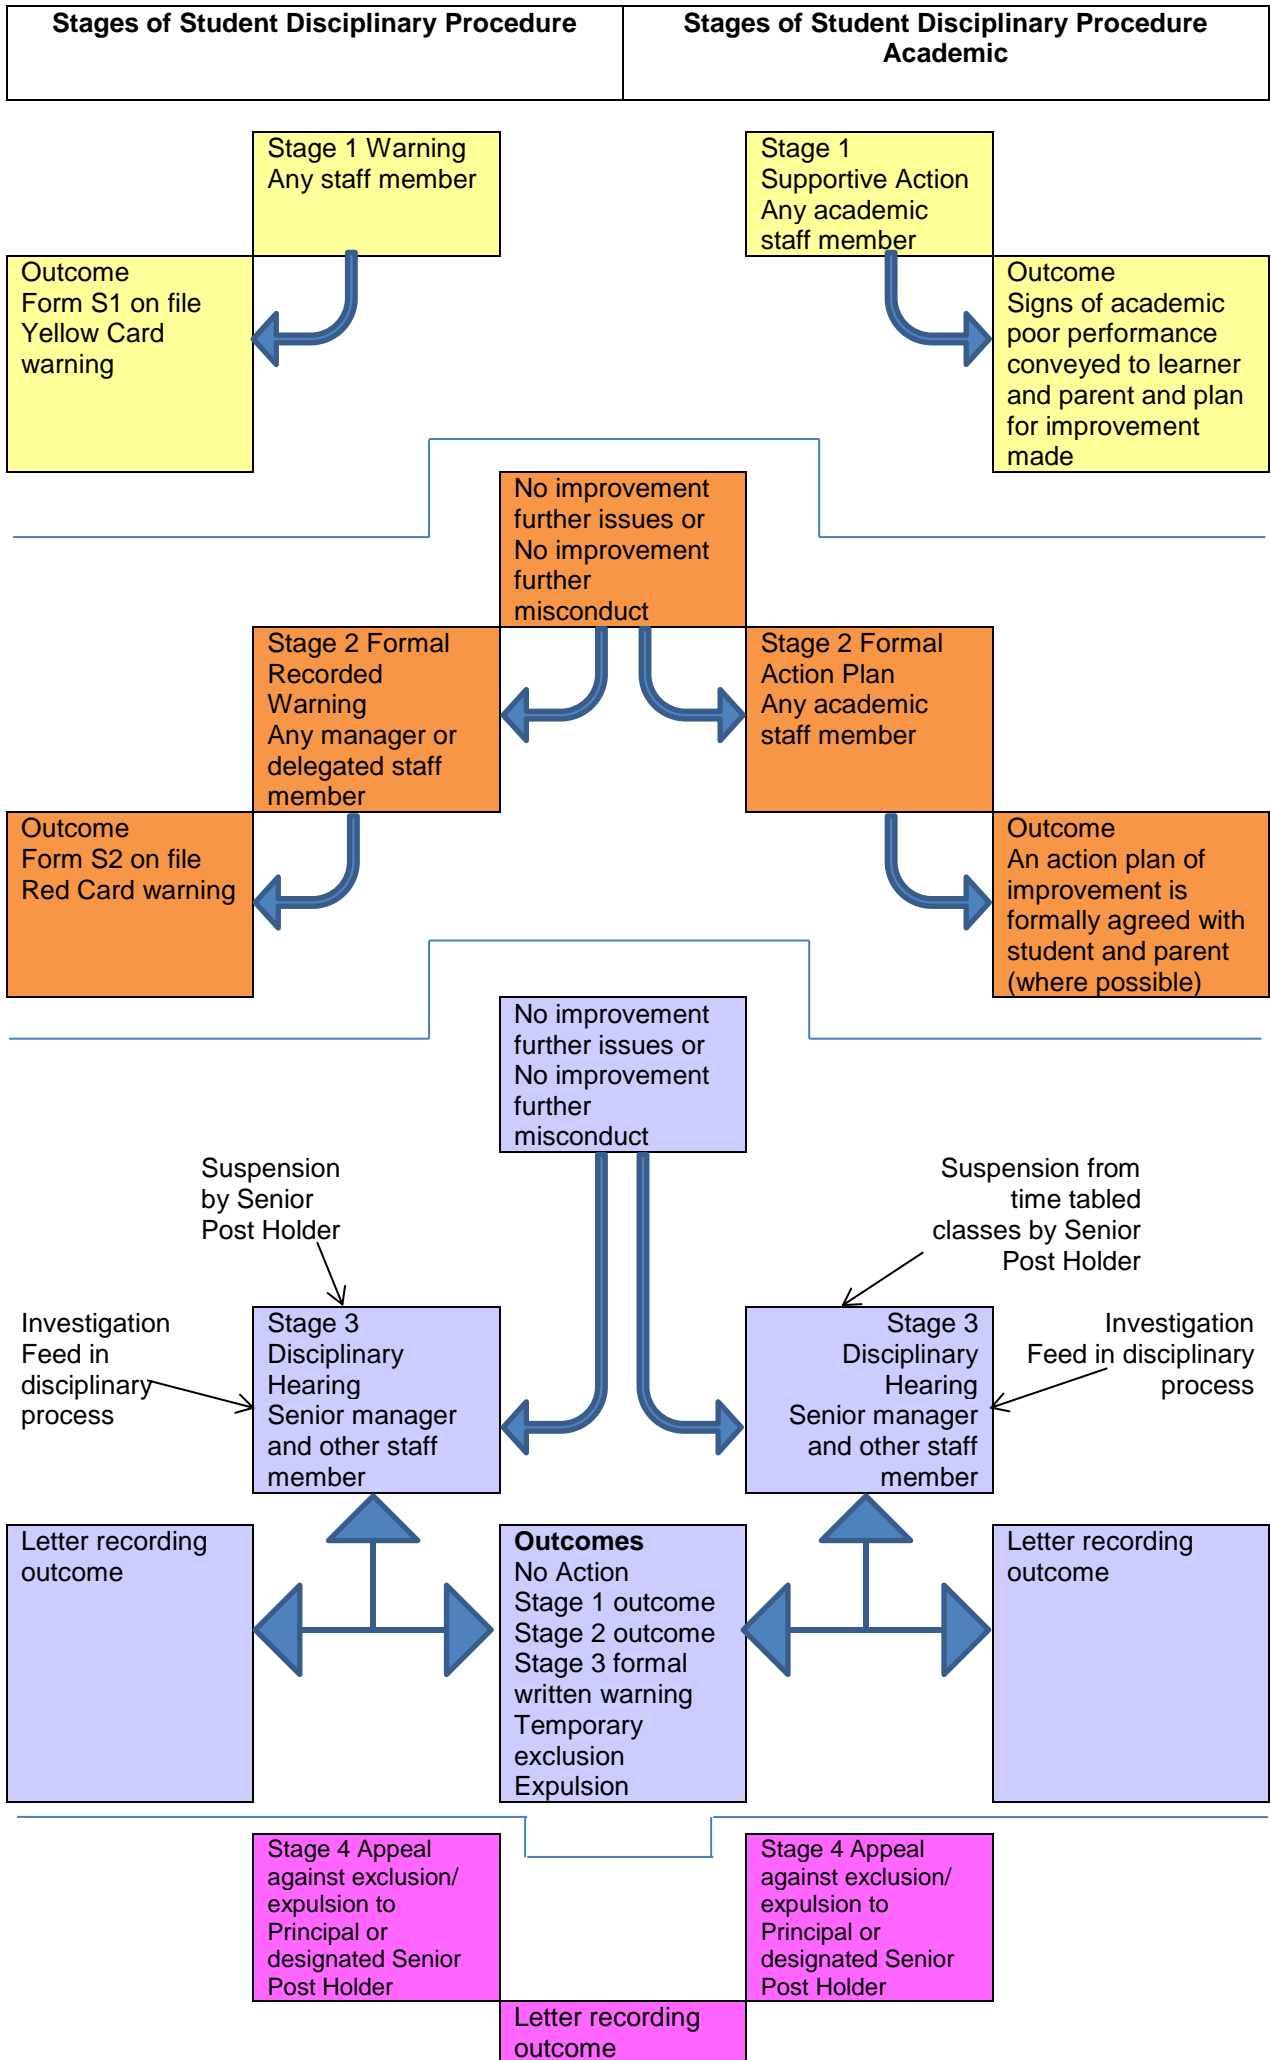 Stages of Student Disciplinary Procedure
Stages of Student Disciplinary Procedure
Academic
Stage 1 Warning
Any staff member
Stage 1
Supportive Action
Any academic
staff member
Outcome
Form S1 on file
Yellow Card
warning
Outcome
Signs of academic
poor performance
conveyed to learner
and parent and plan
for improvement
made
No improvement
further issues or
No improvement
further
misconduct
Stage 2 Formal
Recorded
Warning
Any manager or
delegated staff
member
Stage 2 Formal
Action Plan
Any academic
staff member
Outcome
Form S2 on file
Red Card warning
Outcome
An action plan of
improvement is
formally agreed with
student and parent
(where possible)
No improvement
further issues or
No improvement
further
misconduct
Suspension
by Senior
Post Holder
Suspension from
time tabled
classes by Senior
Post Holder
Investigation
Feed in
disciplinary
process
Stage 3
Disciplinary
Hearing
Senior manager
and other staff
member
Stage 3
Disciplinary
Hearing
Senior manager
and other staff
member
Investigation
Feed in disciplinary
process
Letter recording
outcome
Outcomes
No Action
Stage 1 outcome
Stage 2 outcome
Stage 3 formal
written warning
Temporary
exclusion
Expulsion
Letter recording
outcome
Stage 4 Appeal
against exclusion/
expulsion to
Principal or
designated Senior
Post Holder
Stage 4 Appeal
against exclusion/
expulsion to
Principal or
designated Senior
Post Holder
Letter recording
outcome